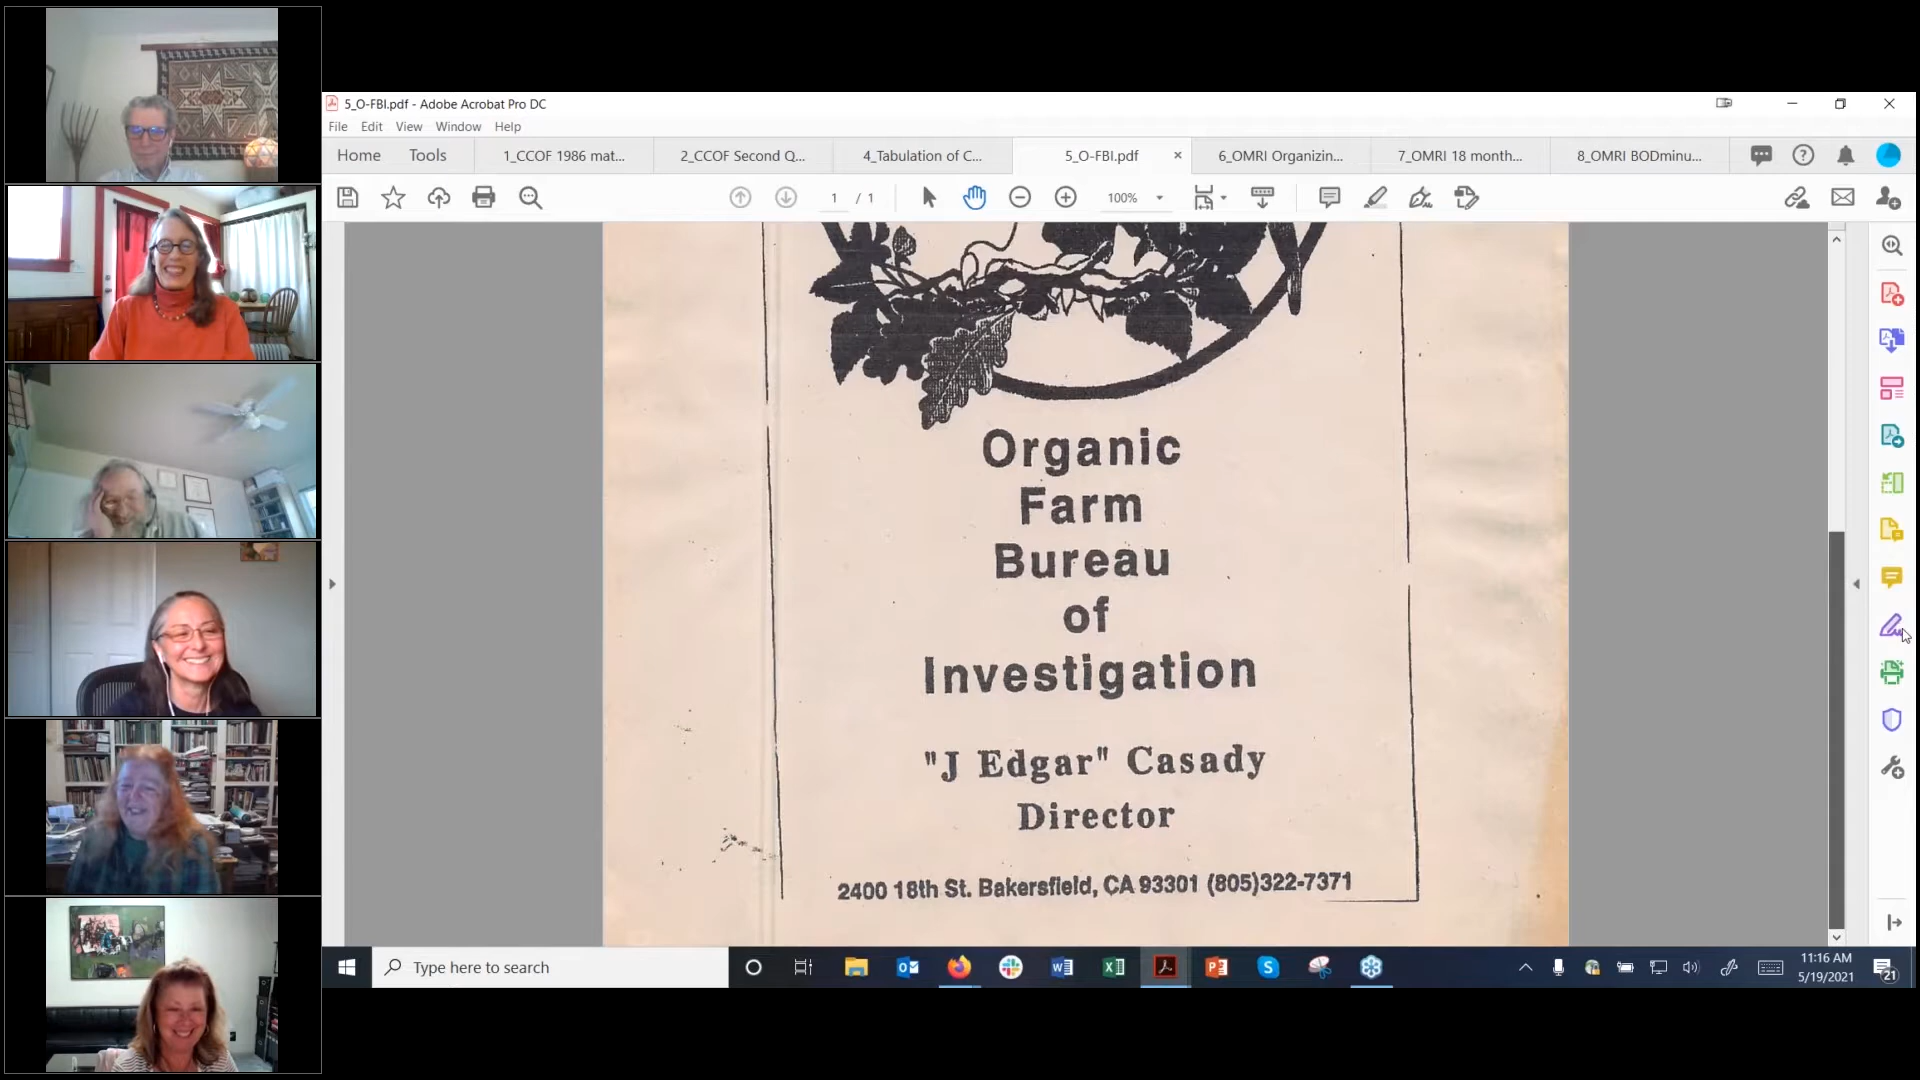 5_O-FBI.pdf - Adobe Acrobat Pro DC
File Edit View Window Help
Home Tools 1_CCOF 1986 mat... 2_CCOF Second Q... 4_Tabulation of C... 5_O-FBI.pdf 6_OMRI Organizin... 7_OMRI 18 month... 8_OMRI BODminu...
1 / 1 100%
Organic
Farm
Bureau
of
Investigation
"J Edgar" Casady
Director
2400 18th St. Bakersfield, CA 93301 (805)322-7371
Type here to search
11:16 AM
5/19/2021
21